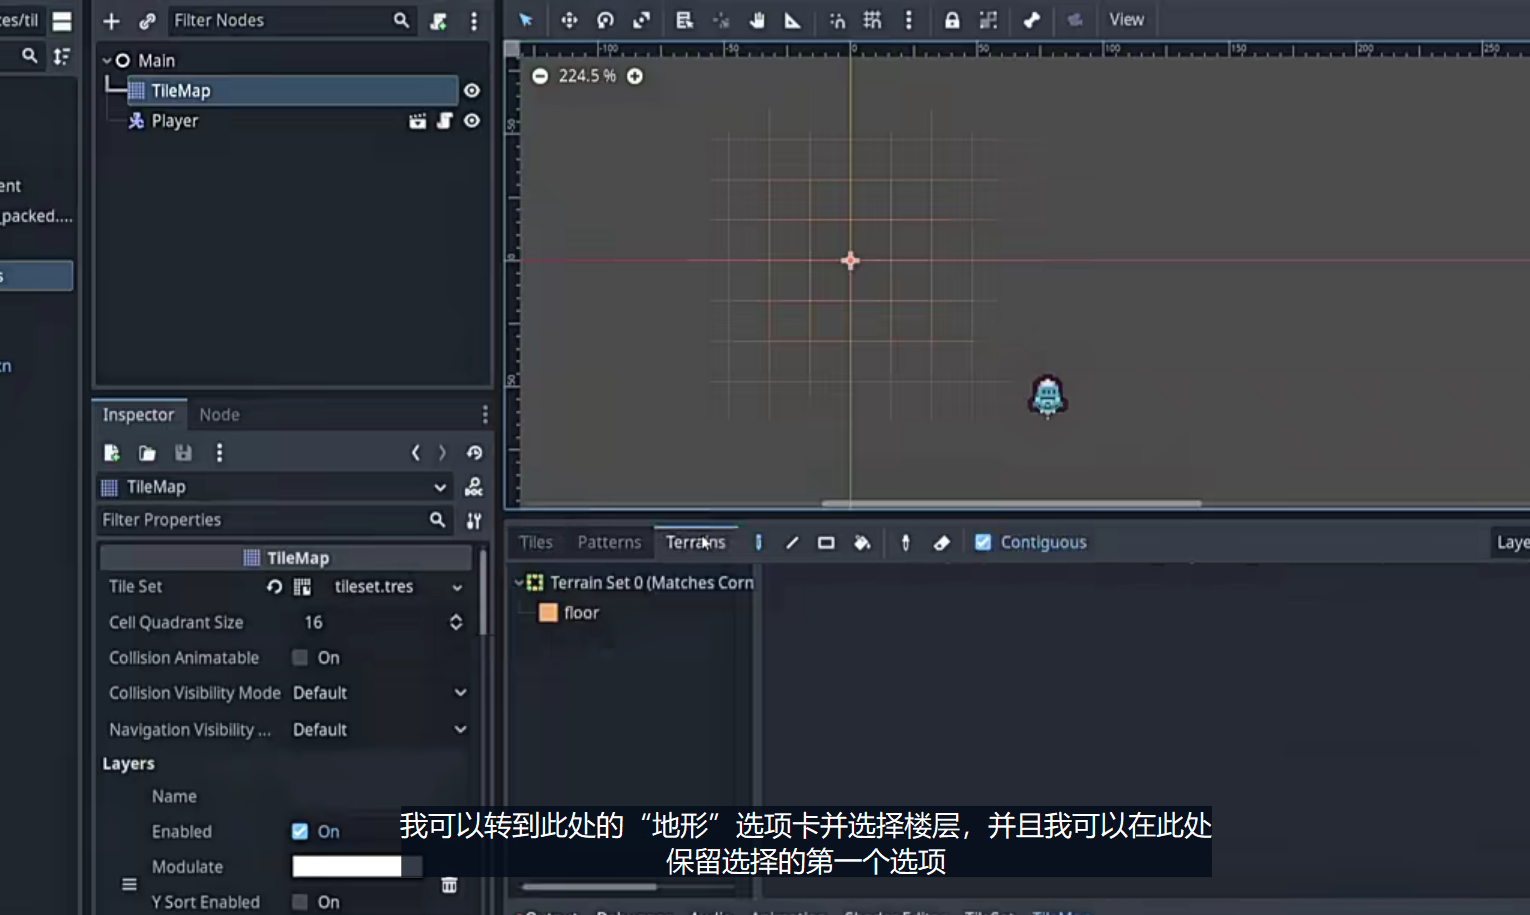 es/til
Filter Nodes
Main
TileMap
Player
ent
_packed....
s
cn
Inspector
Node
TileMap
Filter Properties
TileMap
Tile Set
tileset.tres
Cell Quadrant Size
16
Collision Animatable
On
Collision Visibility Mode
Default
Navigation Visibility ...
Default
Layers
Name
Enabled
On
Modulate
Y Sort Enabled
On
View
-100
-50
0
50
100
150
200
250
50
0
50
224.5 %
Tiles
Patterns
Terrains
Contiguous
Laye
Terrain Set 0 (Matches Corn
floor
我可以转到此处的“地形”选项卡并选择楼层，并且我可以在此处
保留选择的第一个选项